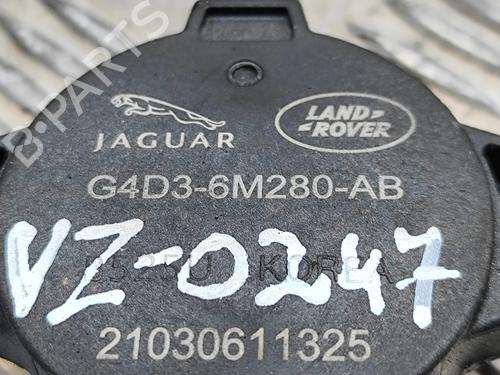 B-PARTS
JAGUAR
LAND-
ROVER
G4D3-6M280-AB
KOREA
VZ-0247
21030611325